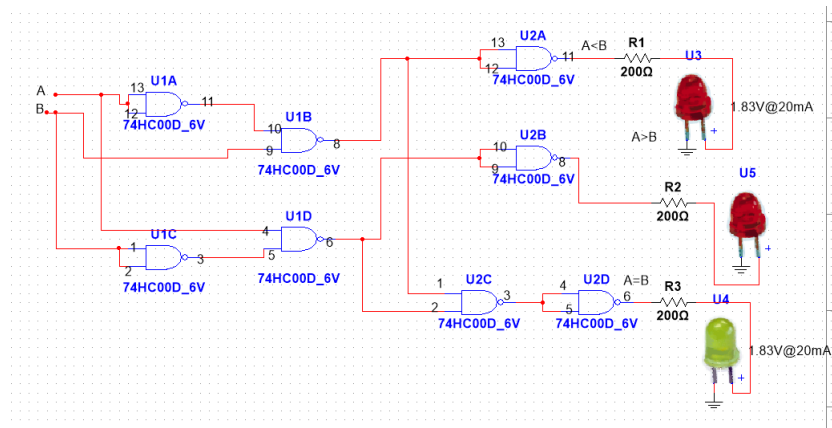 U2A
13
12
11
A<B
R1
200Ω
U3
74HC00D_6V
A
B
U1A
13
12
11
74HC00D_6V
U1B
10
9
8
74HC00D_6V
1.83V@20mA
+
A>B
U2B
10
9
8
74HC00D_6V
U5
R2
200Ω
+
U1C
1
2
3
74HC00D_6V
U1D
4
5
6
74HC00D_6V
U2C
1
2
3
74HC00D_6V
U2D
4
5
6
74HC00D_6V
A=B
R3
200Ω
U4
1.83V@20mA
+